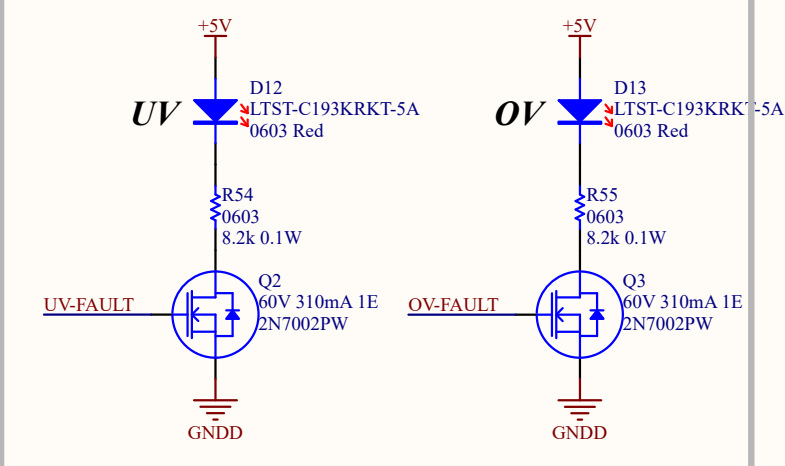 +5V
D12
LTST-C193KRKT-5A
0603 Red
UV
R54
0603
8.2k 0.1W
Q2
60V 310mA 1E
2N7002PW
UV-FAULT
GNDD
+5V
D13
LTST-C193KRKT-5A
0603 Red
OV
R55
0603
8.2k 0.1W
Q3
60V 310mA 1E
2N7002PW
OV-FAULT
GNDD